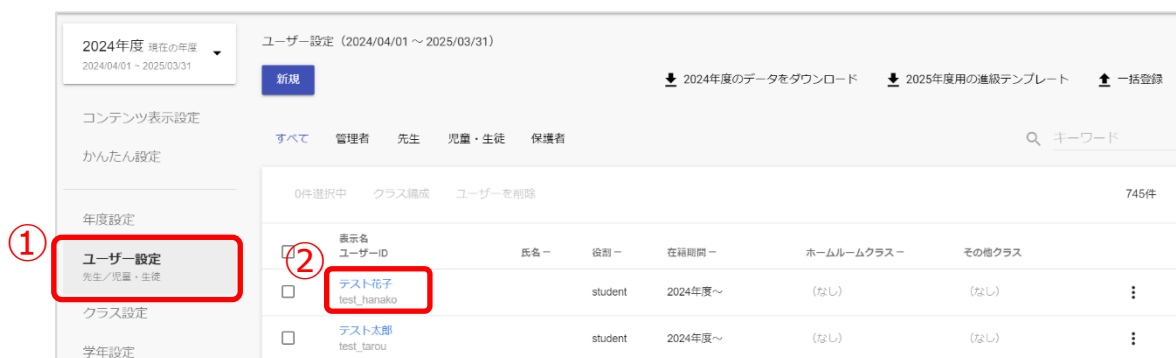 2024年度 現在の年度
2024/04/01 ~ 2025/03/31
コンテンツ表示設定
かんたん設定
年度設定
①
ユーザー設定
先生／児童・生徒
クラス設定
学年設定
ユーザー設定（2024/04/01 ～ 2025/03/31）
新規
2024年度のデータをダウンロード 2025年度用の進級テンプレート 一括登録
すべて 管理者 先生 児童・生徒 保護者 キーワード
0件選択中 クラス編成 ユーザーを削除 745件
②
表示名
ユーザーID 氏名 役割 在籍期間 ホームルームクラス その他クラス
テスト花子
test_hanako student 2024年度～ （なし） （なし）
テスト太郎
test_tarou student 2024年度～ （なし） （なし）